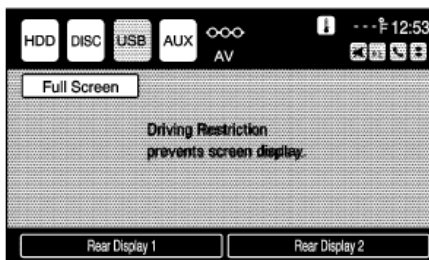 HDD DISC USB AUX AV ---°F 12:53
Full Screen
Driving Restriction
prevents screen display.
Rear Display 1 Rear Display 2